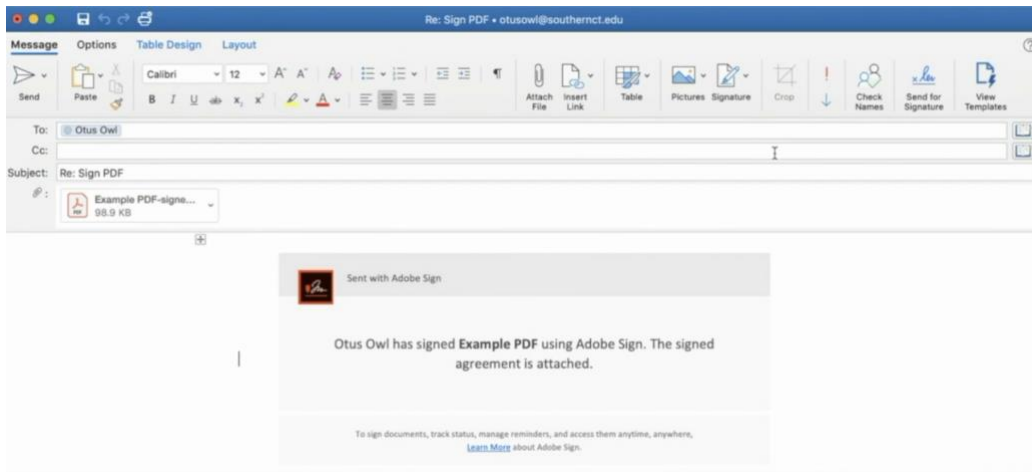 Re: Sign PDF • otusowl@southernct.edu
Message Options Table Design Layout
Calibri 12 A^ A˅ A ¶
Send Paste B I U ab x, x² A Attach File Insert Link Table Pictures Signature Crop Check Names Send for Signature View Templates
To: Otus Owl
Cc:
Subject: Re: Sign PDF
PDF Example PDF-signe...
98.9 KB
Sent with Adobe Sign
Otus Owl has signed Example PDF using Adobe Sign. The signed
agreement is attached.
To sign documents, track status, manage reminders, and access them anytime, anywhere,
Learn More about Adobe Sign.